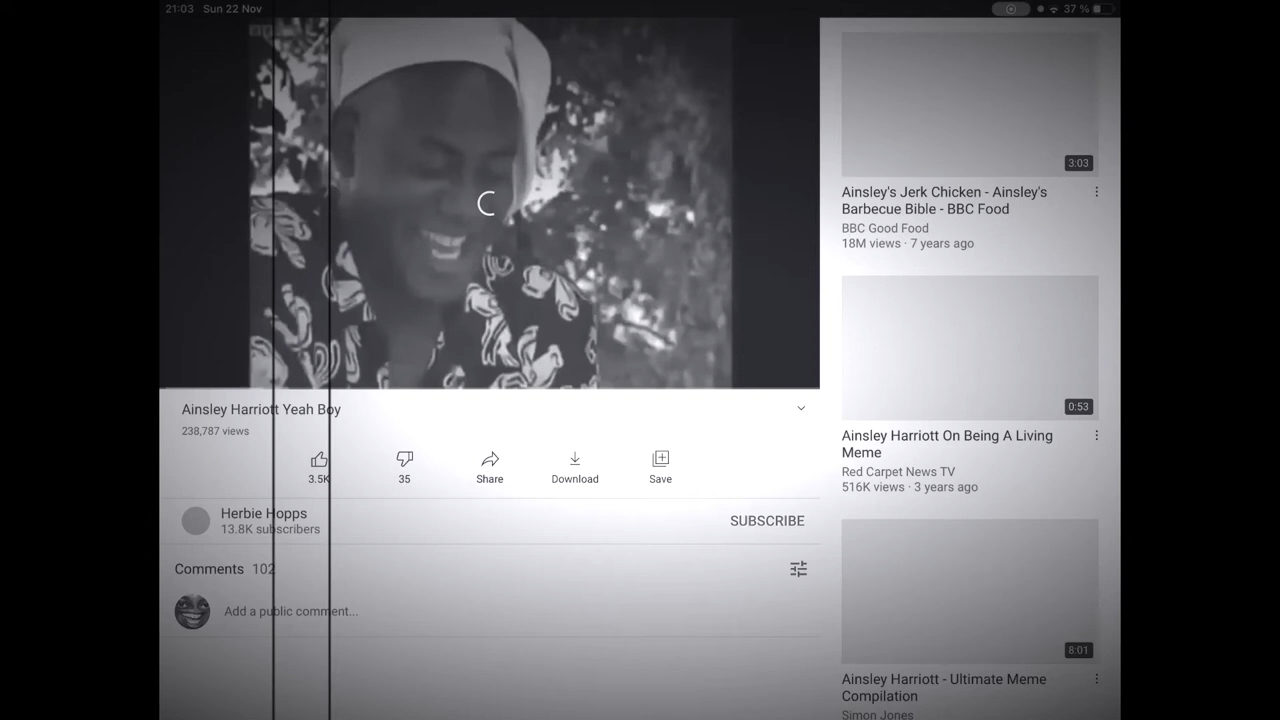 21:03 Sun 22 Nov
37 %
Ainsley Harriott Yeah Boy
238,787 views
3.5K
35
Share
Download
Save
Herbie Hopps
13.8K subscribers
SUBSCRIBE
Comments 102
Add a public comment...
3:03
Ainsley's Jerk Chicken - Ainsley's
Barbecue Bible - BBC Food
BBC Good Food
18M views · 7 years ago
0:53
Ainsley Harriott On Being A Living
Meme
Red Carpet News TV
516K views · 3 years ago
8:01
Ainsley Harriott - Ultimate Meme
Compilation
Simon Jones